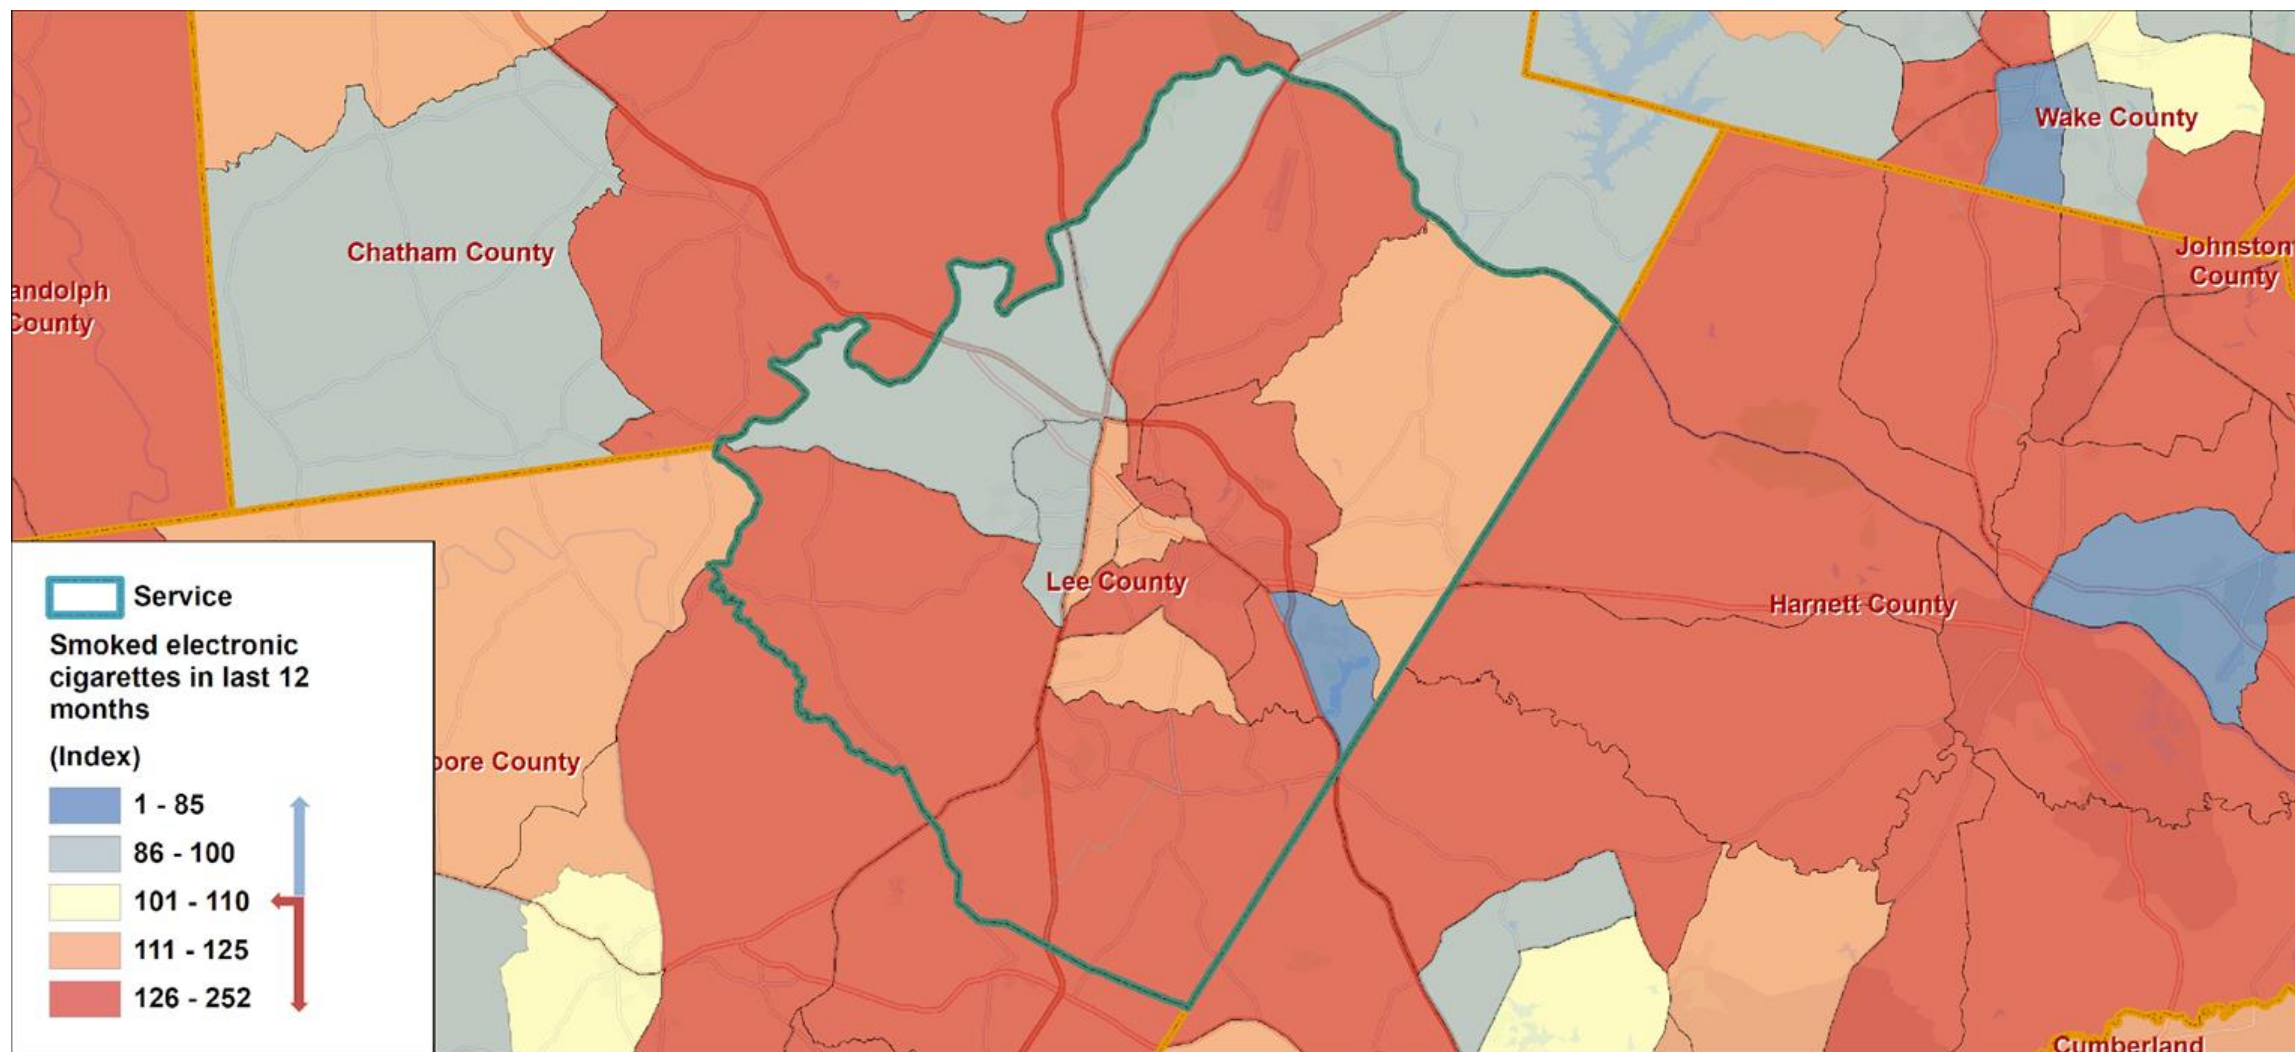 Wake County
Chatham County
Johnston
County
andolph
County
Lee County
Harnett County
oore County
Cumberland
Service
Smoked electronic
cigarettes in last 12
months
(Index)
1 - 85
86 - 100
101 - 110
111 - 125
126 - 252